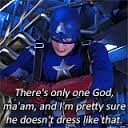 There's only one God,
ma'am, and I'm pretty sure
he doesn't dress like that.